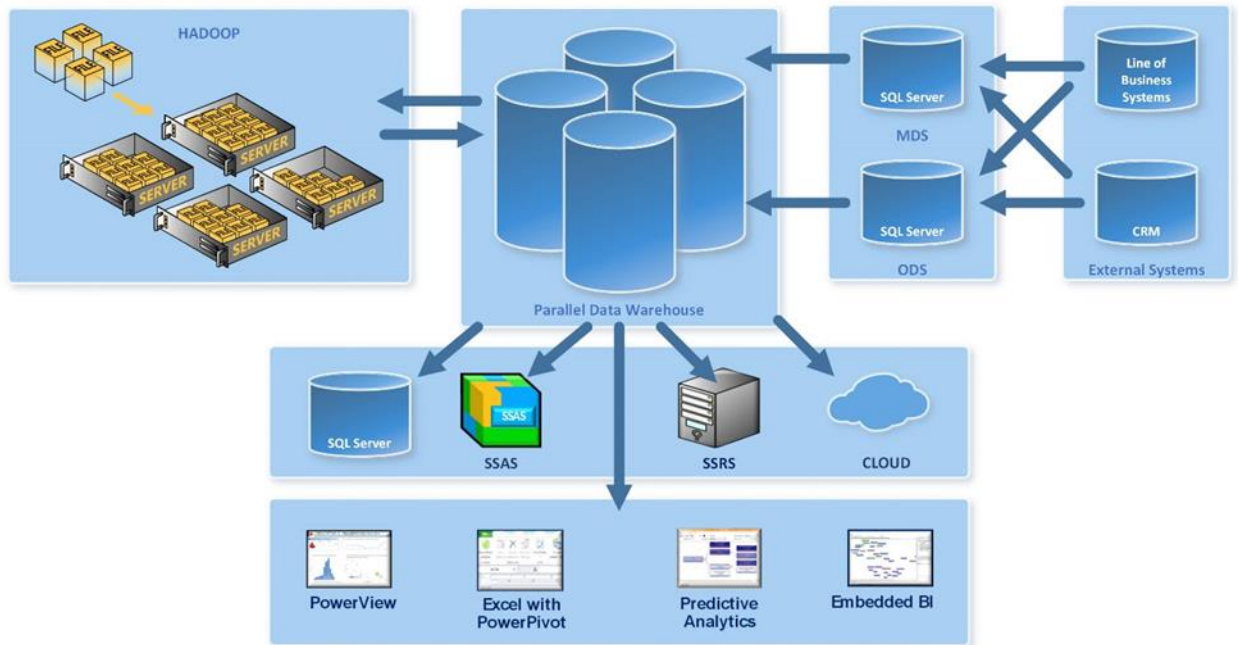 HADOOP
FILE
FILE
FILE
FILE
SERVER
SERVER
SERVER
SERVER
Parallel Data Warehouse
SQL Server
MDS
SQL Server
ODS
Line of
Business
Systems
CRM
External Systems
SQL Server
SSAS
SSAS
SSRS
CLOUD
PowerView
Excel with
PowerPivot
Predictive
Analytics
Embedded BI